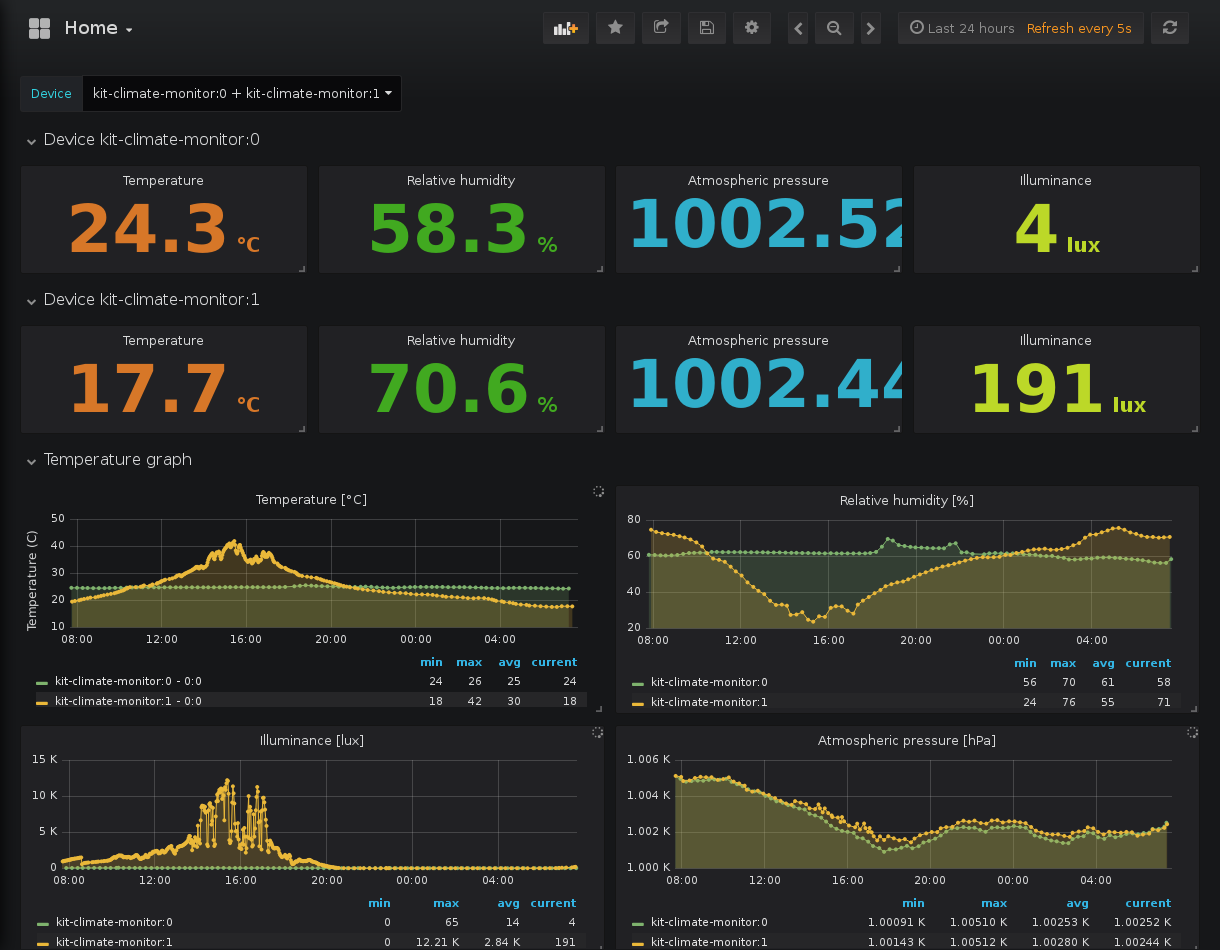 Home
Last 24 hours Refresh every 5s
Device kit-climate-monitor:0 + kit-climate-monitor:1
Device kit-climate-monitor:0
Temperature Relative humidity Atmospheric pressure Illuminance
24.3 °C 58.3 % 1002.52 4 lux
Device kit-climate-monitor:1
Temperature Relative humidity Atmospheric pressure Illuminance
17.7 °C 70.6 % 1002.44 191 lux
Temperature graph
Temperature [°C]
Temperature (C)
50
40
30
20
10
08:00 12:00 16:00 20:00 00:00 04:00
min max avg current
kit-climate-monitor:0 - 0:0 24 26 25 24
kit-climate-monitor:1 - 0:0 18 42 30 18
Relative humidity [%]
80
60
40
20
08:00 12:00 16:00 20:00 00:00 04:00
min max avg current
kit-climate-monitor:0 56 70 61 58
kit-climate-monitor:1 24 76 55 71
Illuminance [lux]
15 K
10 K
5 K
0
08:00 12:00 16:00 20:00 00:00 04:00
min max avg current
kit-climate-monitor:0 0 65 14 4
kit-climate-monitor:1 0 12.21 K 2.84 K 191
Atmospheric pressure [hPa]
1.006 K
1.004 K
1.002 K
1.000 K
08:00 12:00 16:00 20:00 00:00 04:00
min max avg current
kit-climate-monitor:0 1.00091 K 1.00510 K 1.00253 K 1.00252 K
kit-climate-monitor:1 1.00143 K 1.00512 K 1.00280 K 1.00244 K